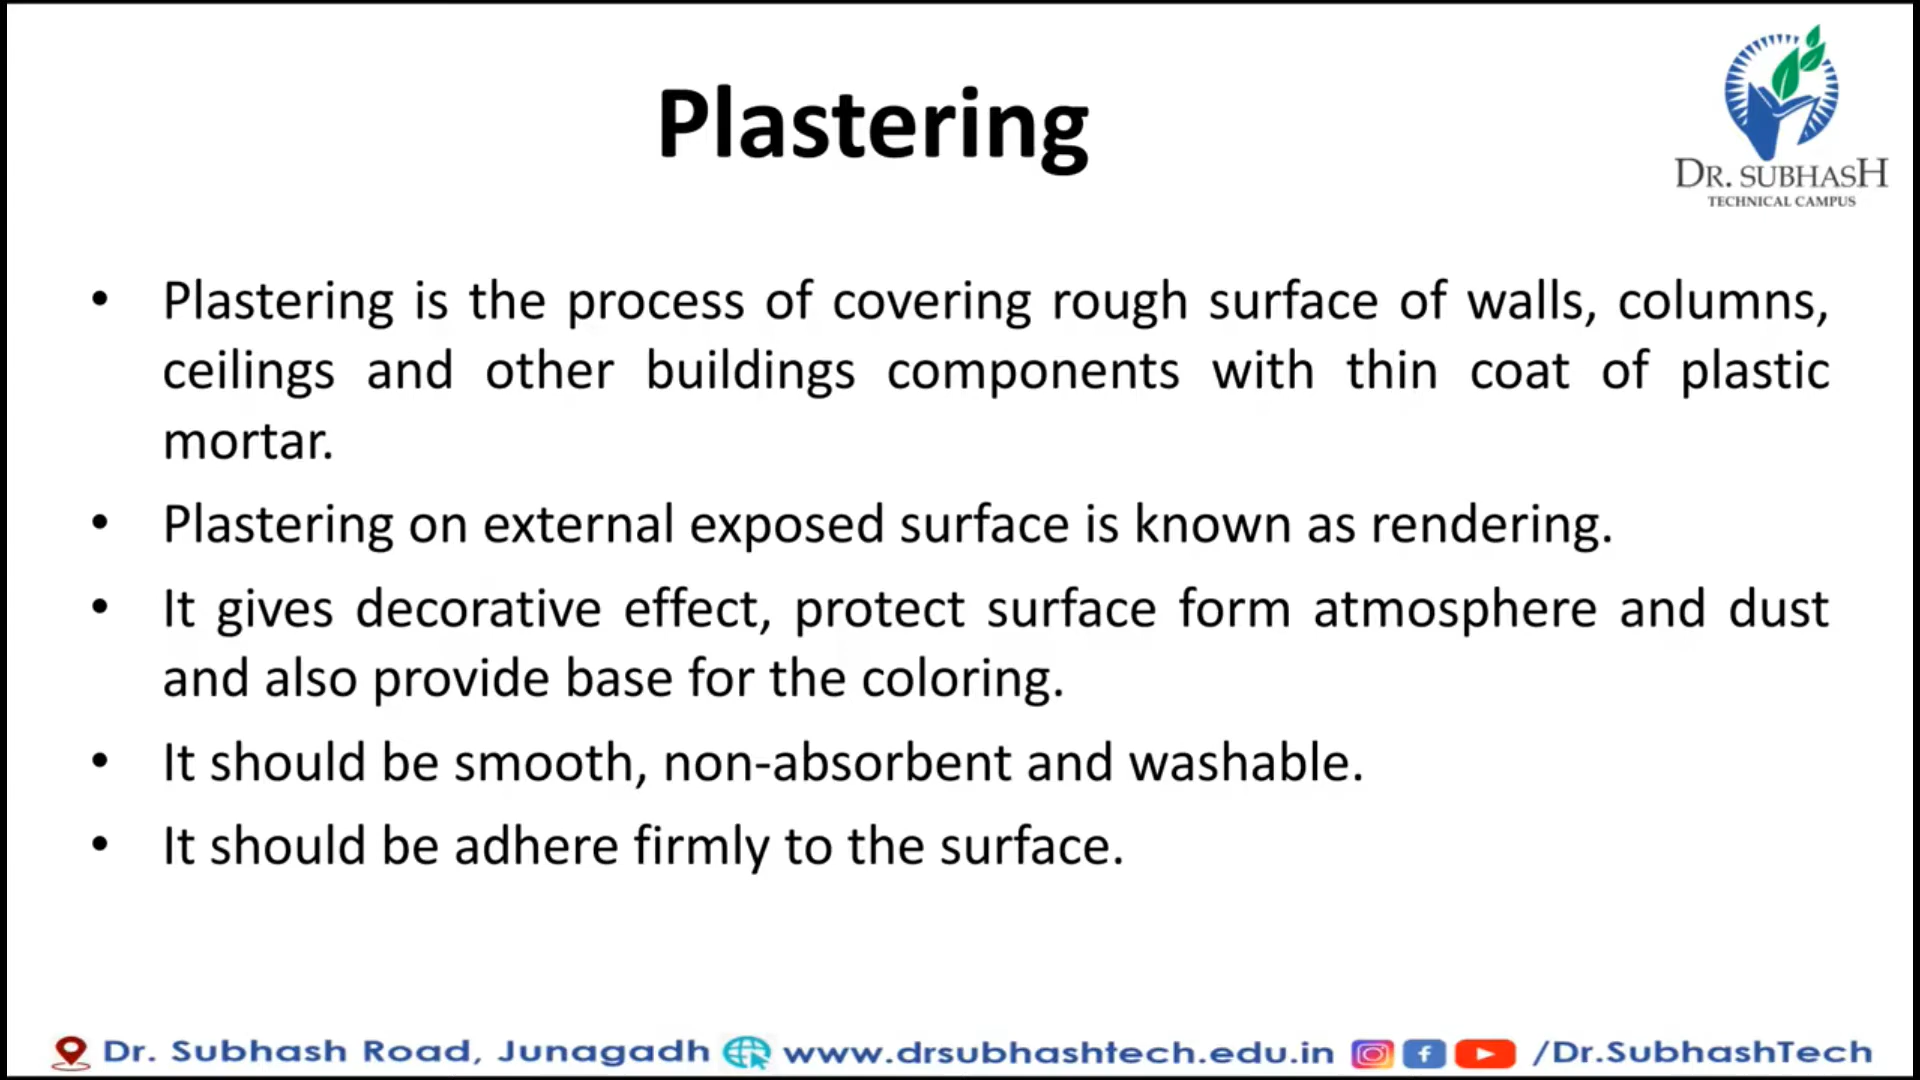 Plastering
DR. SUBHASH
TECHNICAL CAMPUS
• Plastering is the process of covering rough surface of walls, columns,
ceilings and other buildings components with thin coat of plastic
mortar.
• Plastering on external exposed surface is known as rendering.
• It gives decorative effect, protect surface form atmosphere and dust
and also provide base for the coloring.
• It should be smooth, non-absorbent and washable.
• It should be adhere firmly to the surface.
Dr. Subhash Road, Junagadh www.drsubhashtech.edu.in /Dr.SubhashTech